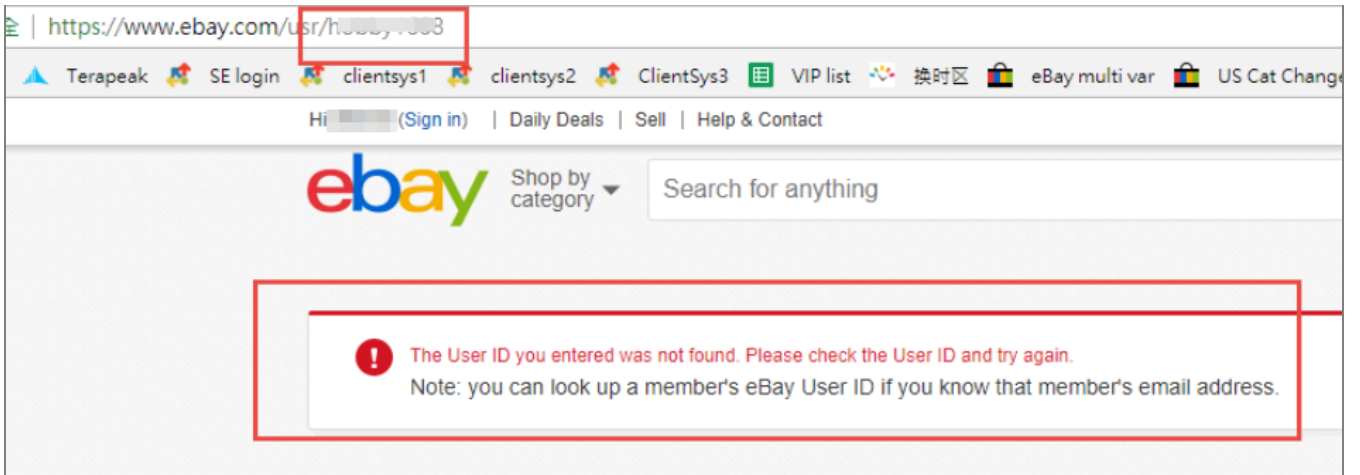 https://www.ebay.com/usr/
Terapeak SE login clientsys1 clientsys2 ClientSys3 VIP list 换时区 eBay multi var US Cat Change
Hi (Sign in) | Daily Deals | Sell | Help & Contact
ebay
Shop by
category
Search for anything
The User ID you entered was not found. Please check the User ID and try again.
Note: you can look up a member's eBay User ID if you know that member's email address.